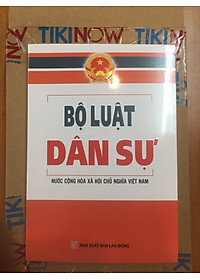 TIKINOW
BỘ LUẬT
DÂN SỰ
NƯỚC CỘNG HÒA XÃ HỘI CHỦ NGHĨA VIỆT NAM
NHÀ XUẤT BẢN LAO ĐỘNG